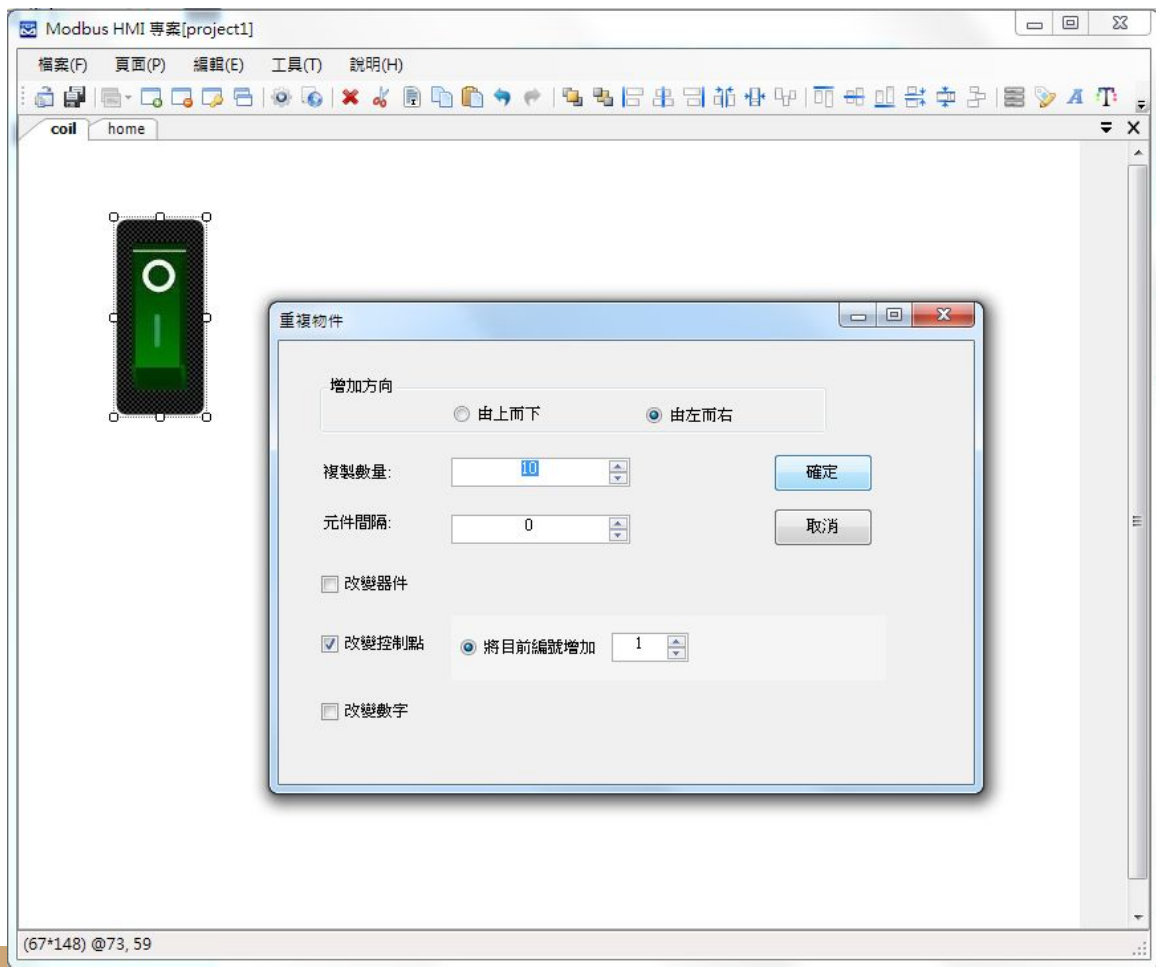 Modbus HMI 專案[project1]
檔案(F) 頁面(P) 編輯(E) 工具(T) 說明(H)
coil home
重複物件
增加方向
由上而下 由左而右
複製數量: 10 確定
元件間隔: 0 取消
改變器件
改變控制點 將目前編號增加 1
改變數字
(67*148) @73, 59